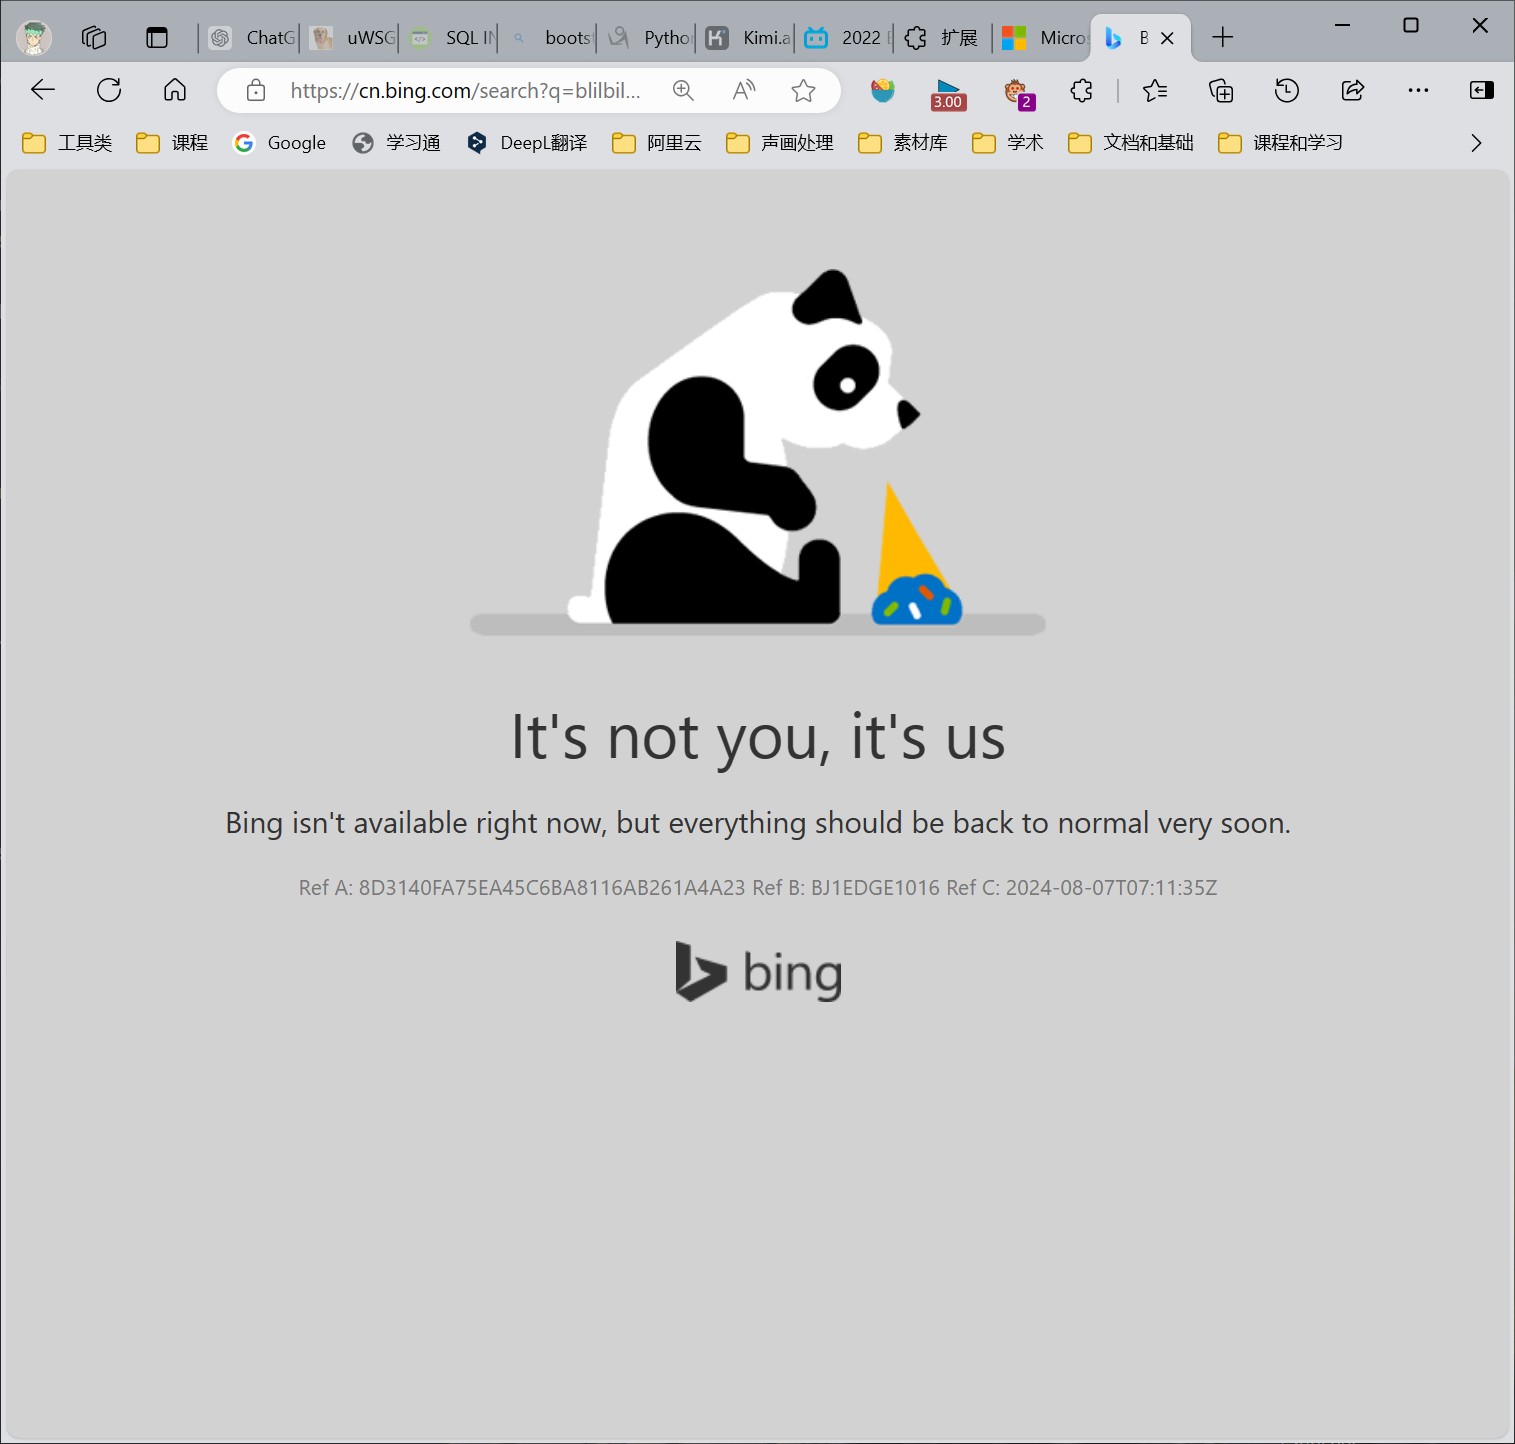 ChatG uWSG SQL IN boots Pytho Kimi.a 2022 扩展 Micro B
https://cn.bing.com/search?q=blilbil... 3.00 2
工具类 课程 Google 学习通 DeepL翻译 阿里云 声画处理 素材库 学术 文档和基础 课程和学习
It's not you, it's us
Bing isn't available right now, but everything should be back to normal very soon.
Ref A: 8D3140FA75EA45C6BA8116AB261A4A23 Ref B: BJ1EDGE1016 Ref C: 2024-08-07T07:11:35Z
bing